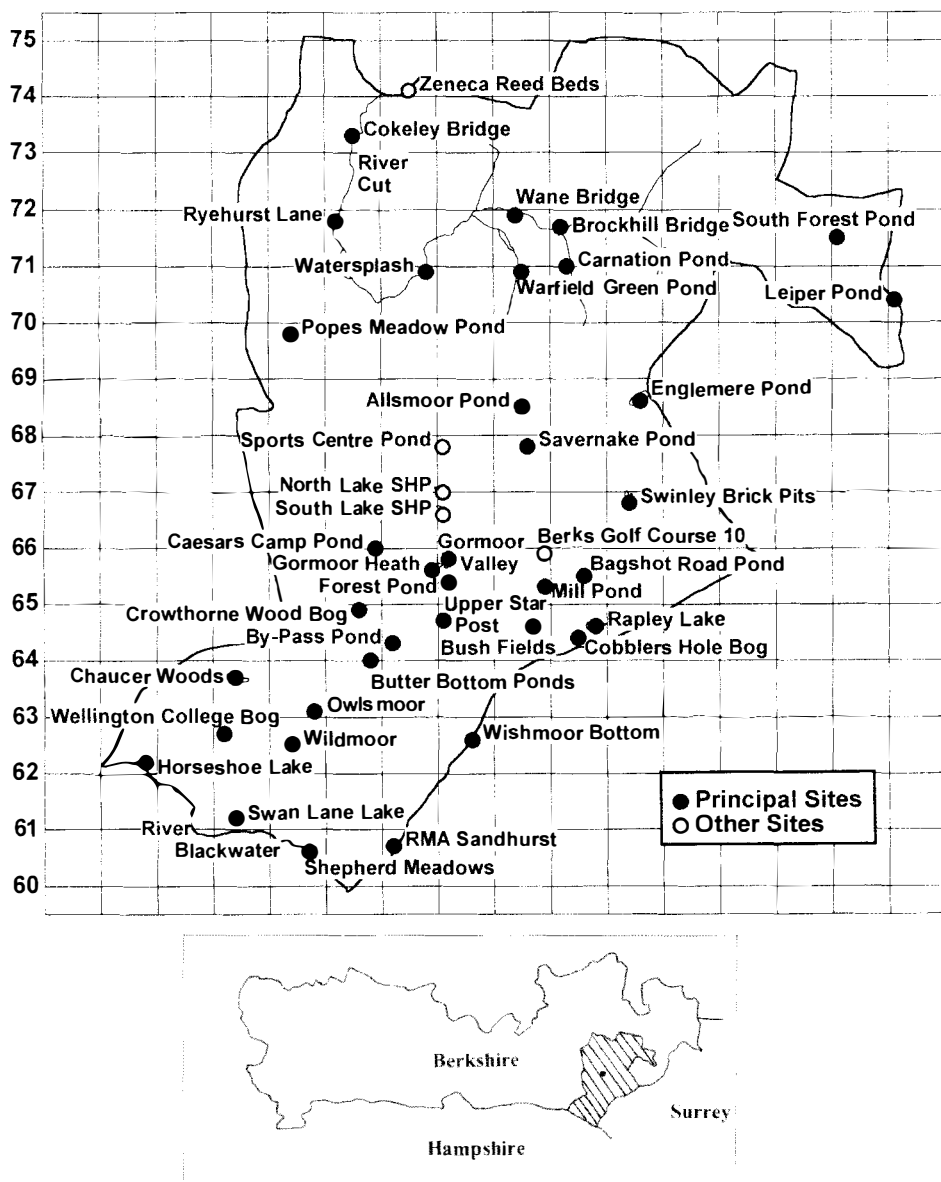 75
74
Zeneca Reed Beds
Cokeley Bridge
73
River
Cut
Wane Bridge
72
Ryehurst Lane
Brockhill Bridge
South Forest Pond
Watersplash
Carnation Pond
71
Warfield Green Pond
Leiper Pond
70
Popes Meadow Pond
69
Englemere Pond
Allsmoor Pond
68
Sports Centre Pond
Savernake Pond
67
North Lake SHP
Swinley Brick Pits
South Lake SHP
66
Caesars Camp Pond
Gormoor
Valley
Berks Golf Course 10
Gormoor Heath
Bagshot Road Pond
Forest Pond
Mill Pond
65
Crowthorne Wood Bog
Upper Star
Post
Rapley Lake
By-Pass Pond
Bush Fields
Cobblers Hole Bog
64
Chaucer Woods
Butter Bottom Ponds
63
Owlsmoor
Wellington College Bog
Wildmoor
Wishmoor Bottom
62
Horseshoe Lake
Principal Sites
Other Sites
61
Swan Lane Lake
River
Blackwater
RMA Sandhurst
Shepherd Meadows
60
Berkshire
Surrey
Hampshire